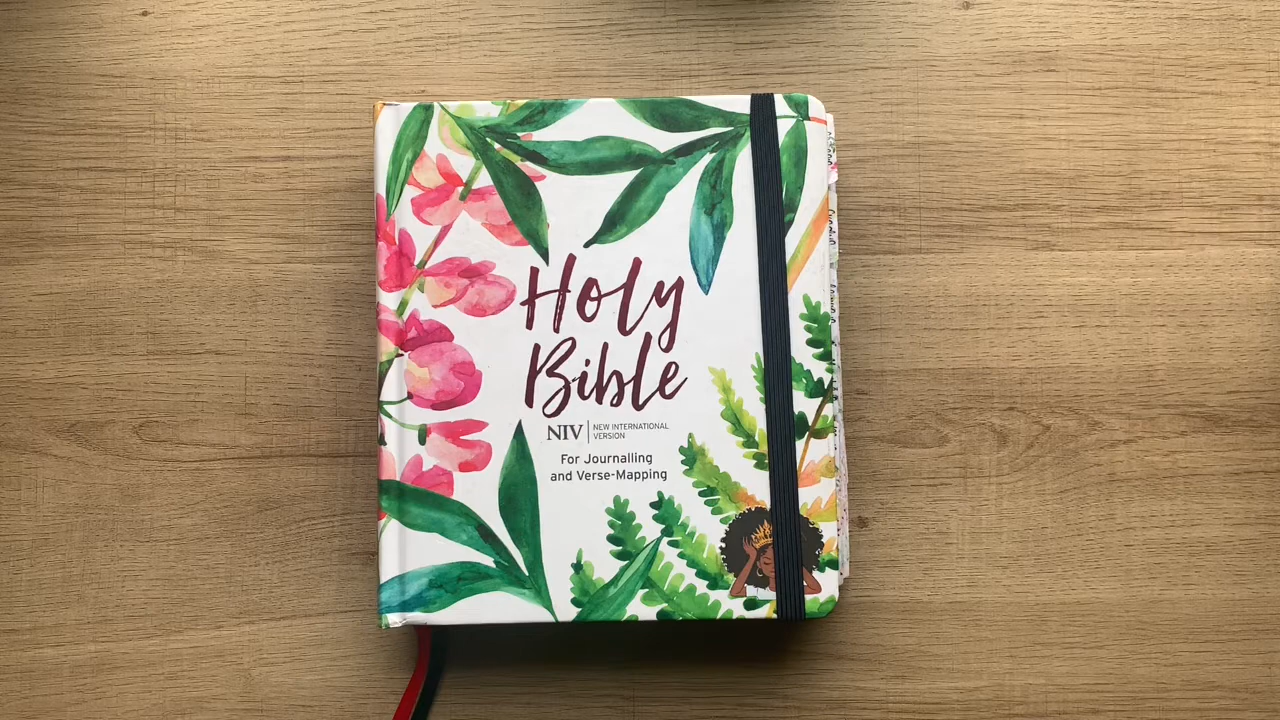 Holy
Bible
NIV | NEW INTERNATIONAL
VERSION
For Journalling
and Verse-Mapping